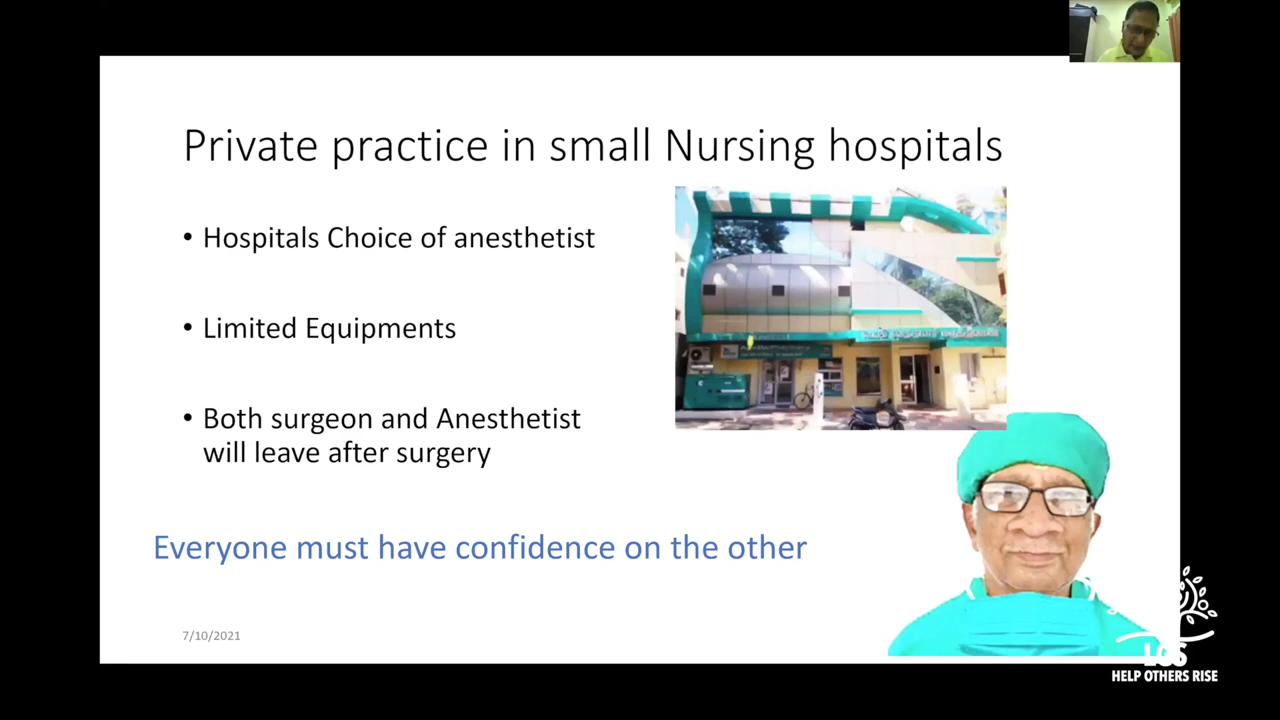 Private practice in small Nursing hospitals
• Hospitals Choice of anesthetist
• Limited Equipments
• Both surgeon and Anesthetist
will leave after surgery
Everyone must have confidence on the other
7/10/2021
LGS
HELP OTHERS RISE